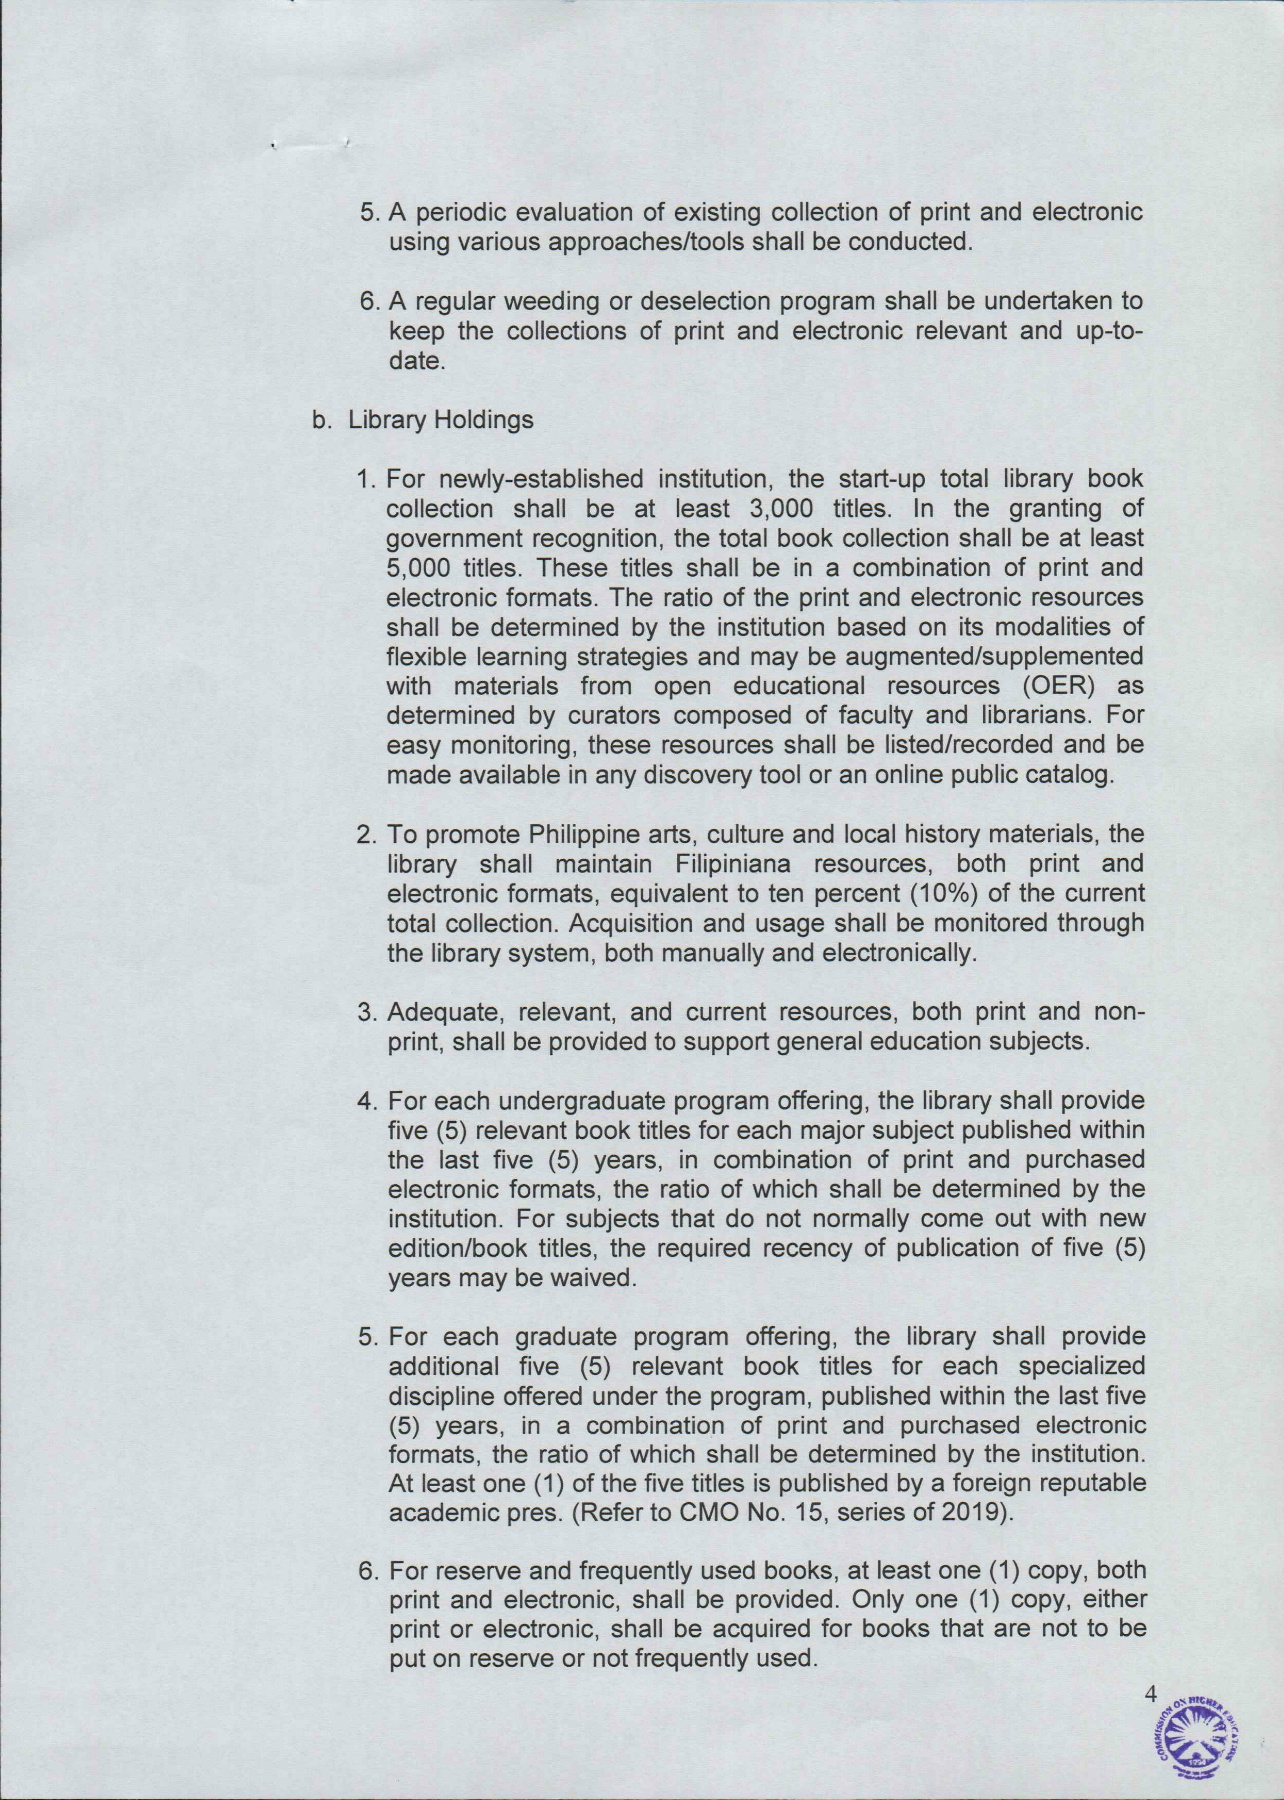 5. A periodic evaluation of existing collection of print and electronic
using various approaches/tools shall be conducted.
6. A regular weeding or deselection program shall be undertaken to
keep the collections of print and electronic relevant and up-to-
date.
b. Library Holdings
1. For newly-established institution, the start-up total library book
collection shall be at least 3,000 titles. In the granting of
government recognition, the total book collection shall be at least
5,000 titles. These titles shall be in a combination of print and
electronic formats. The ratio of the print and electronic resources
shall be determined by the institution based on its modalities of
flexible learning strategies and may be augmented/supplemented
with materials from open educational resources (OER) as
determined by curators composed of faculty and librarians. For
easy monitoring, these resources shall be listed/recorded and be
made available in any discovery tool or an online public catalog.
2. To promote Philippine arts, culture and local history materials, the
library shall maintain Filipiniana resources, both print and
electronic formats, equivalent to ten percent (10%) of the current
total collection. Acquisition and usage shall be monitored through
the library system, both manually and electronically.
3. Adequate, relevant, and current resources, both print and non-
print, shall be provided to support general education subjects.
4. For each undergraduate program offering, the library shall provide
five (5) relevant book titles for each major subject published within
the last five (5) years, in combination of print and purchased
electronic formats, the ratio of which shall be determined by the
institution. For subjects that do not normally come out with new
edition/book titles, the required recency of publication of five (5)
years may be waived.
5. For each graduate program offering, the library shall provide
additional five (5) relevant book titles for each specialized
discipline offered under the program, published within the last five
(5) years, in a combination of print and purchased electronic
formats, the ratio of which shall be determined by the institution.
At least one (1) of the five titles is published by a foreign reputable
academic pres. (Refer to CMO No. 15, series of 2019).
6. For reserve and frequently used books, at least one (1) copy, both
print and electronic, shall be provided. Only one (1) copy, either
print or electronic, shall be acquired for books that are not to be
put on reserve or not frequently used.
4
COMMISSION ON HIGHER EDUCATION